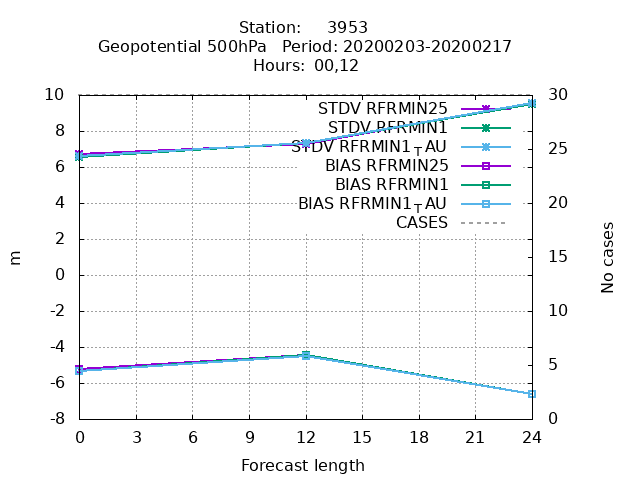 Station: 3953
Geopotential 500hPa Period: 20200203-20200217
Hours: 00,12
10
8
6
4
2
0
-2
-4
-6
-8
m
30
25
20
15
10
5
0
No cases
STDV RFRMIN25
STDV RFRMIN1
STDV RFRMIN1TAU
BIAS RFRMIN25
BIAS RFRMIN1
BIAS RFRMIN1TAU
CASES
0 3 6 9 12 15 18 21 24
Forecast length